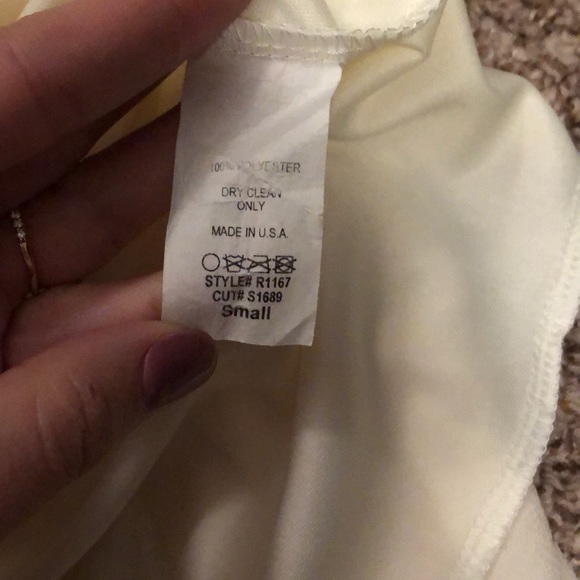 100% POLYESTER
DRY CLEAN
ONLY
MADE IN U.S.A.
STYLE# R1167
CUT# S1689
Small